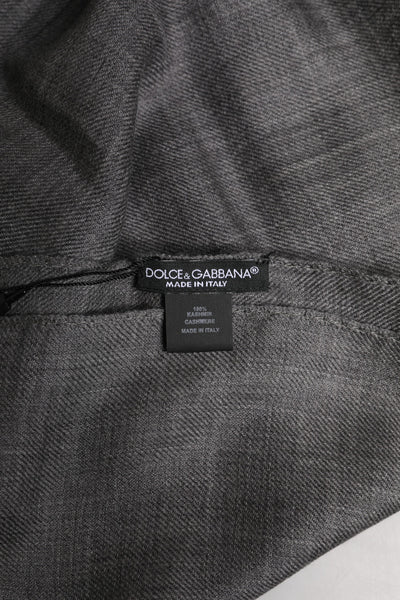 DOLCE & GABBANA®
MADE IN ITALY
100%
KASHMIR
CASHMERE
MADE IN ITALY